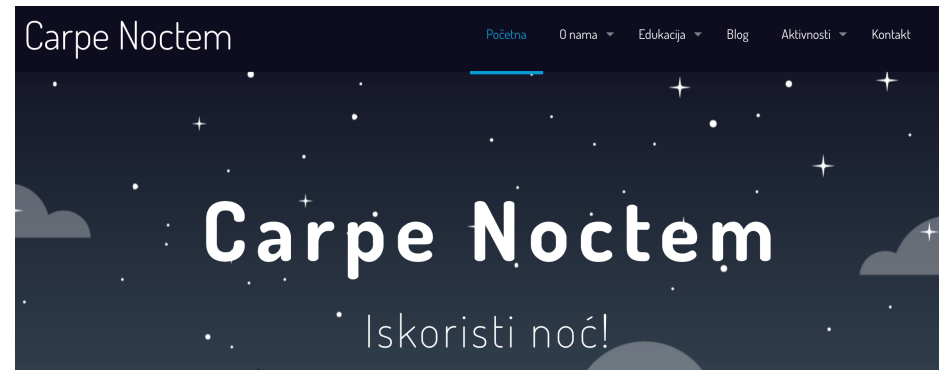 Carpe Noctem
Početna O nama Edukacija Blog Aktivnosti Kontakt
Carpe Noctem
Iskoristi noć!